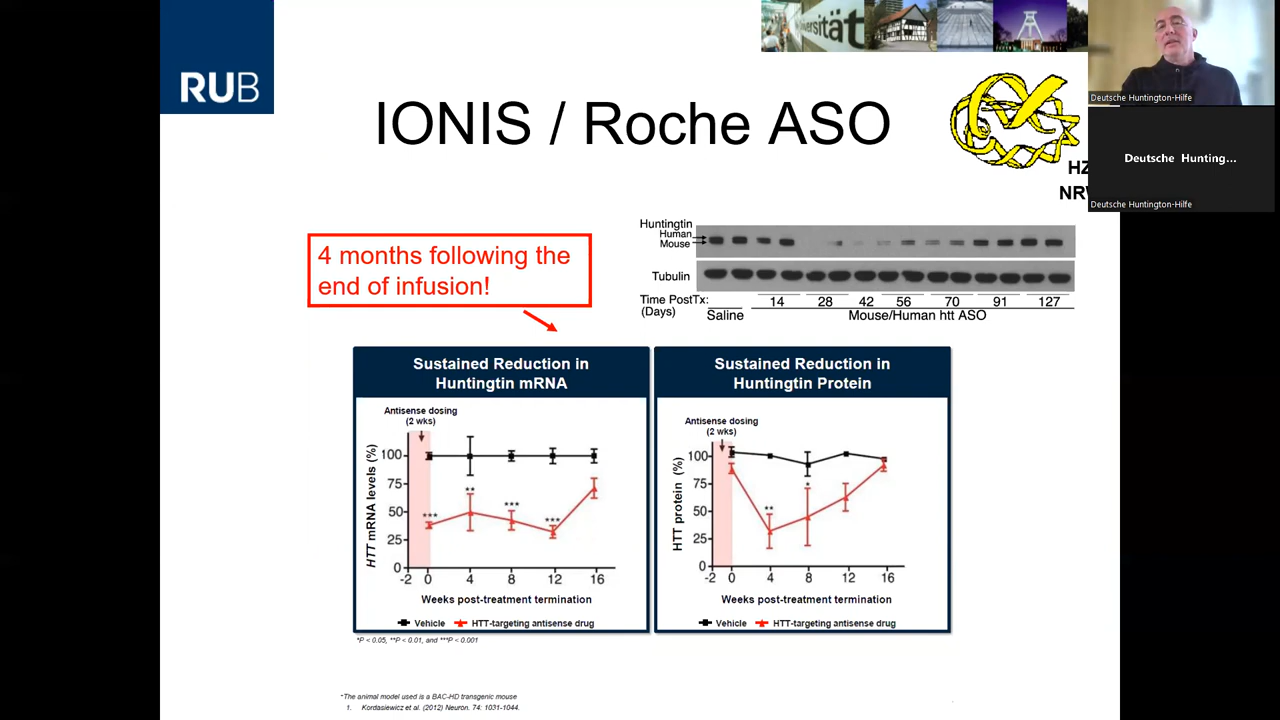 iversität
RUB
IONIS / Roche ASO
HZ
NRW
Deutsche Huntington-Hilfe
Deutsche Hunting...
Deutsche Huntington-Hilfe
4 months following the
end of infusion!
Huntingtin
Human
Mouse
Tubulin
Time PostTx: 14 28 42 56 70 91 127
(Days) Saline Mouse/Human htt ASO
Sustained Reduction in
Huntingtin mRNA
Antisense dosing
(2 wks)
HTT mRNA levels (%)
100
75
50
25
0
*** ** *** ***
-2 0 4 8 12 16
Weeks post-treatment termination
Vehicle HTT-targeting antisense drug
Sustained Reduction in
Huntingtin Protein
Antisense dosing
(2 wks)
HTT protein (%)
100
75
50
25
0
** *
-2 0 4 8 12 16
Weeks post-treatment termination
Vehicle HTT-targeting antisense drug
*P < 0.05, **P < 0.01, and ***P < 0.001
*The animal model used is a BAC-HD transgenic mouse
1. Kordasiewicz et al. (2012) Neuron. 74: 1031-1044.